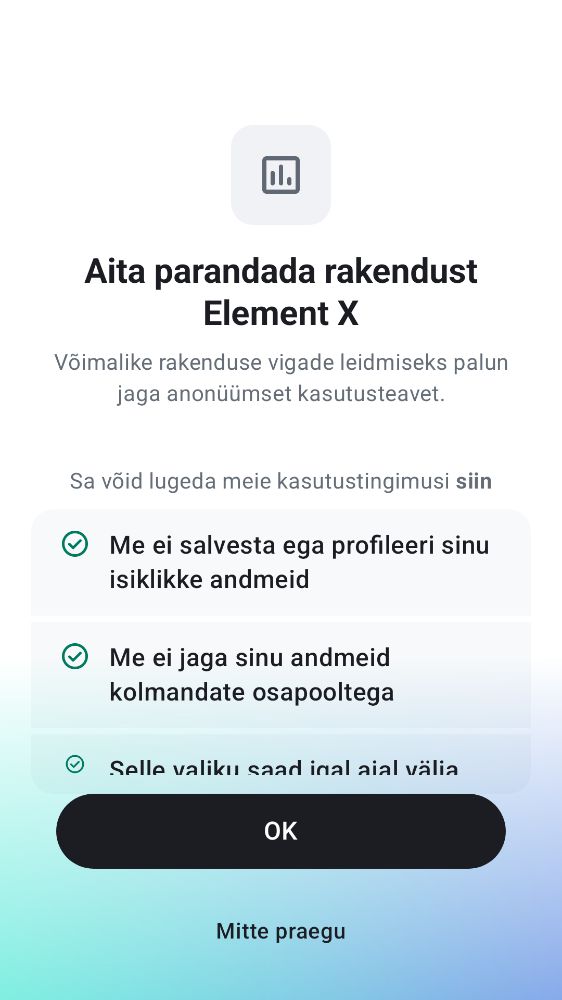 Aita parandada rakendust
Element X
Võimalike rakenduse vigade leidmiseks palun
jaga anonüümset kasutusteavet.
Sa võid lugeda meie kasutustingimusi siin
Me ei salvesta ega profileeri sinu
isiklikke andmeid
Me ei jaga sinu andmeid
kolmandate osapooltega
Selle valiku saad igal ajal välja
OK
Mitte praegu